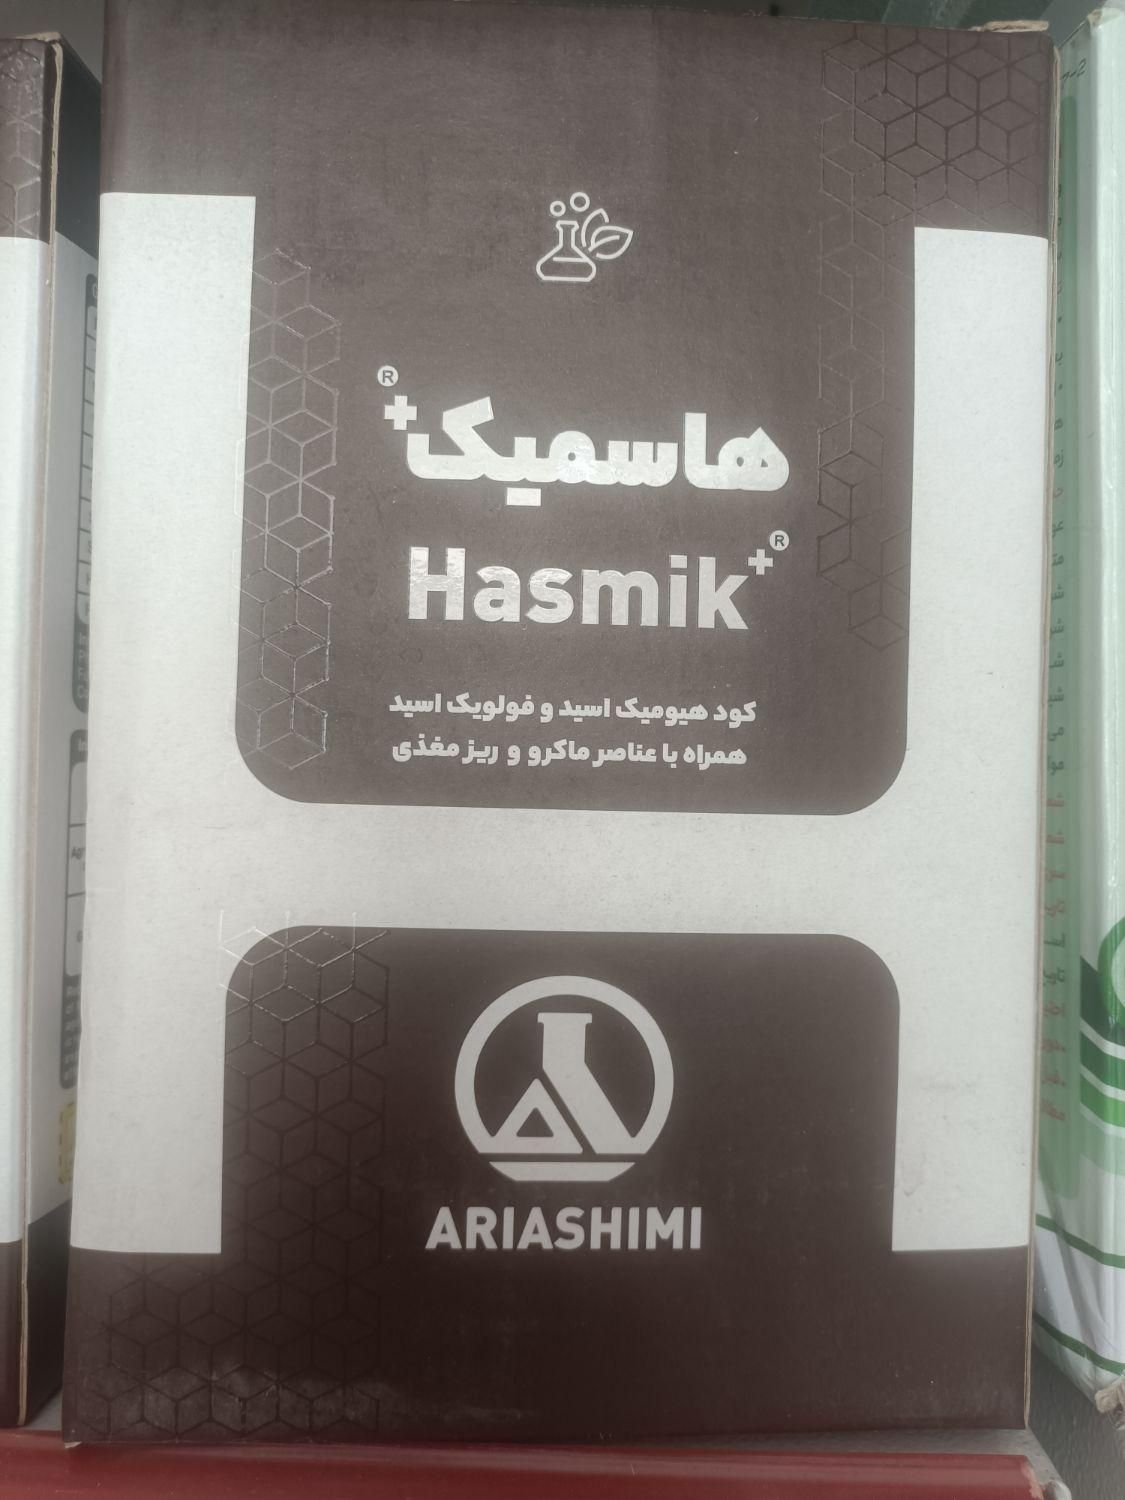 هاسمیک+®
Hasmik+®
کود هیومیک اسید و فولویک اسید
همراه با عناصر ماکرو و ریز مغذی
ARIASHIMI